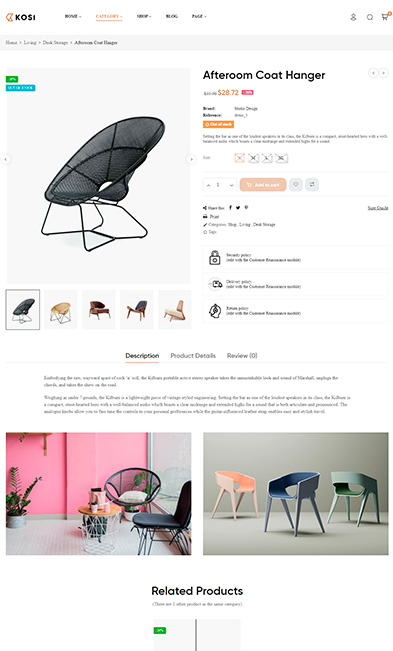 KOSI
HOME
CATEGORY
SHOP
BLOG
PAGE
Home > Living > Desk Storage > Afteroom Coat Hanger
OUT OF STOCK
Afteroom Coat Hanger
$28.72
Brand: Studio Design
Reference: demo_3
Out of stock
Setting the bar as one of the loudest speakers in its class, the Kilburn is a compact, stout-hearted hero with a well-
balanced audio which boasts a clear midrange and extended highs for a sound.
Size:
S M L XL
1
Add to cart
Share this:
Size Guide
Print
Categories: Shop, Living, Desk Storage
Tags:
Security policy
(edit with the Customer Reassurance module)
Delivery policy
(edit with the Customer Reassurance module)
Return policy
(edit with the Customer Reassurance module)
Description
Product Details
Review (0)
Embodying the raw, wayward spirit of rock 'n' roll, the Kilburn portable active stereo speaker takes the unmistakable look and sound of Marshall, unplugs the
chords, and takes the show on the road.
Weighing in under 7 pounds, the Kilburn is a lightweight piece of vintage styled engineering. Setting the bar as one of the loudest speakers in its class, the Kilburn is
a compact, stout-hearted hero with a well-balanced audio which boasts a clear midrange and extended highs for a sound that is both articulate and pronounced. The
analogue knobs allow you to fine tune the controls to your personal preferences while the guitar-influenced leather strap enables easy and stylish travel.
Related Products
(There are 1 other product in the same category)